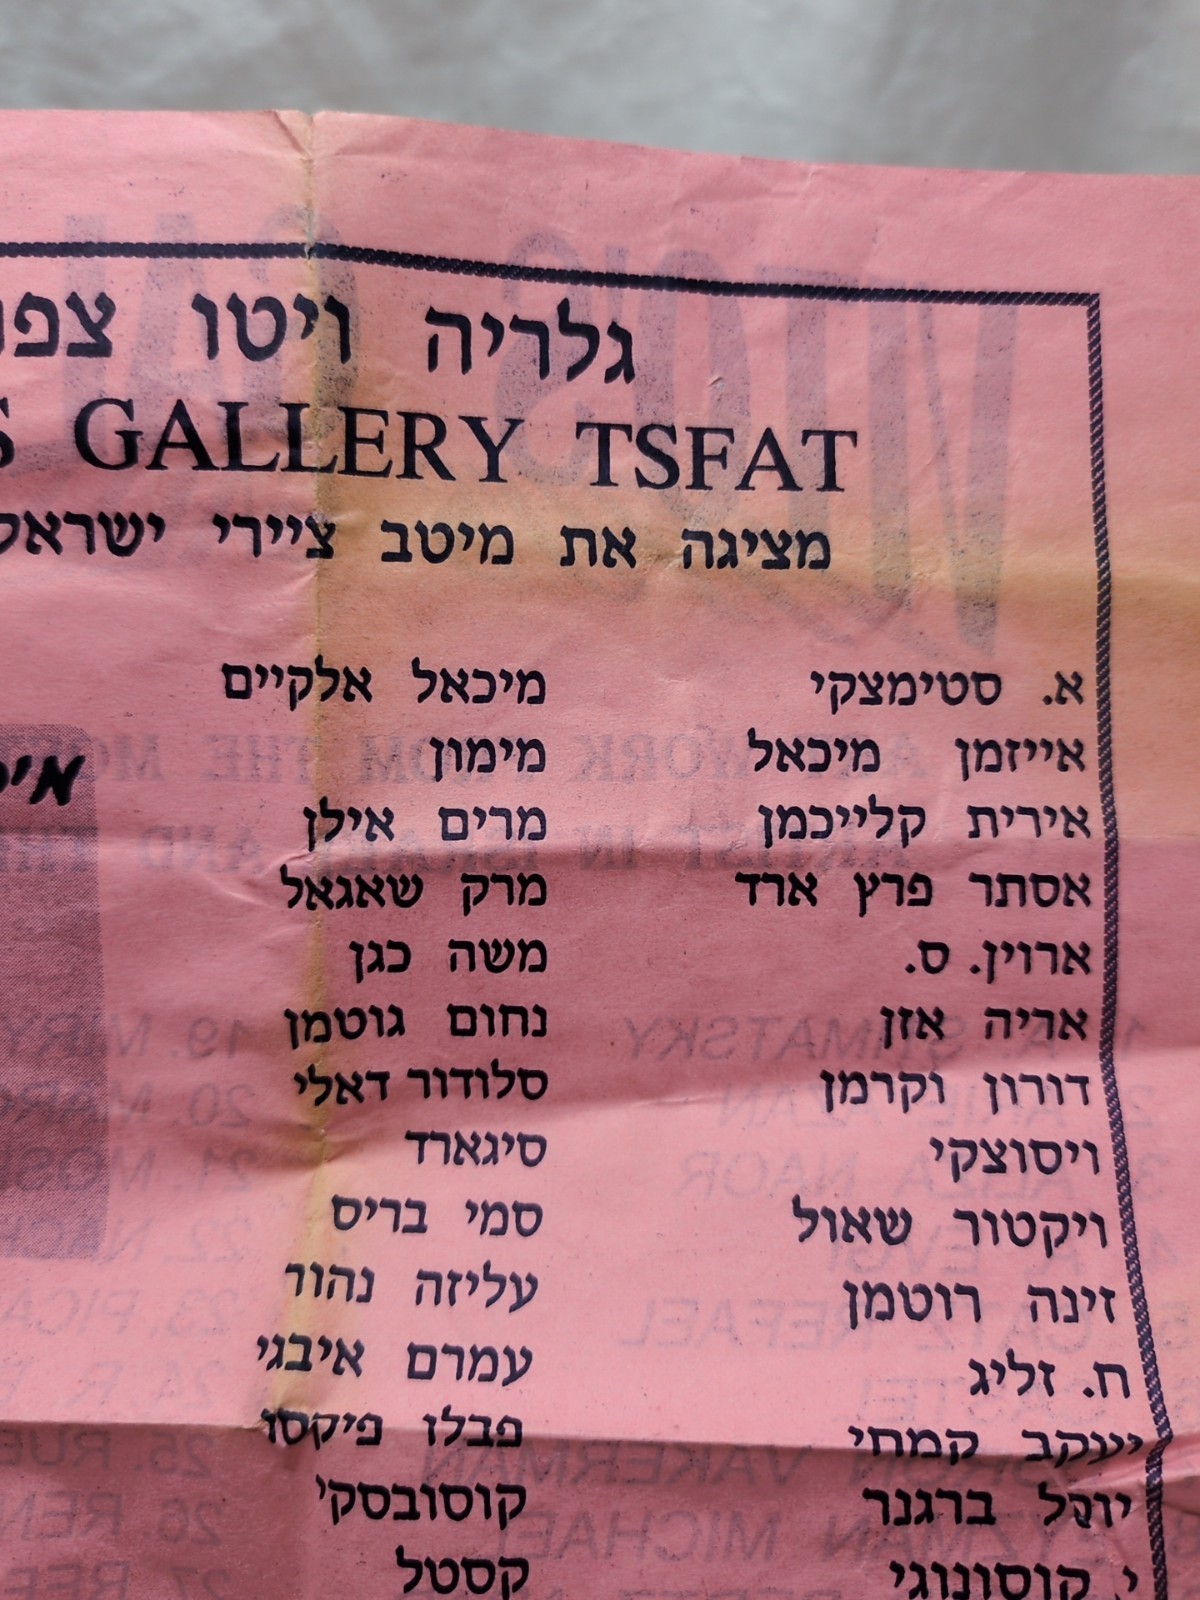 גלריה ויטו צפ
S GALLERY TSFAT
מציגה את מיטב ציירי ישראל
א. סטימצקי
אייזמן מיכאל
אירית קלייכמן
אסתר פרץ ארד
ארוין. ס.
אריה אזן
דורון וקרמן
ויסוצקי
ויקטור שאול
זינה רוטמן
ח. זליג
יעקב קמחי
יוסל ברגנר
י. קוסונוגי
מיכאל אלקיים
מימון
מרים אילן
מרק שאגאל
משה כגן
נחום גוטמן
סלודור דאלי
סיגארד
סמי בריס
עליזה נהור
עמרם איבגי
פבלו פיקסו
קוסובסקי
קסטל